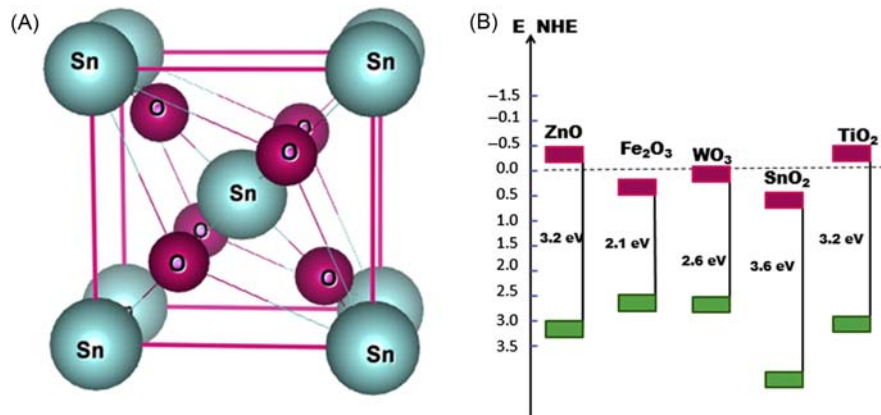 (A)
Sn
Sn
O
O
O
Sn
O
O
O
Sn
Sn
(B)
E NHE
−1.5
−0.1
−0.5
0.0
0.5
1.0
1.5
2.0
2.5
3.0
3.5
ZnO
Fe₂O₃
WO₃
SnO₂
TiO₂
3.2 eV
2.1 eV
2.6 eV
3.6 eV
3.2 eV